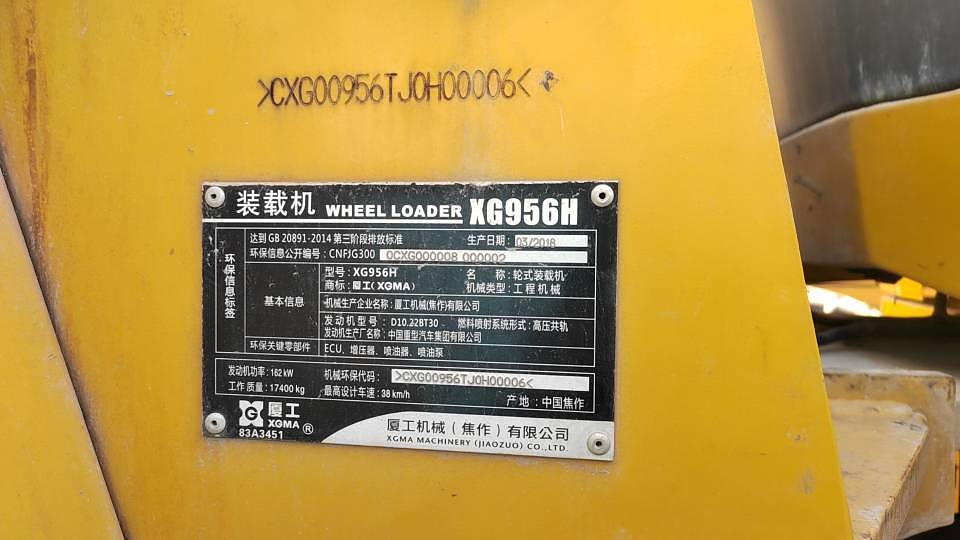 >CXG00956TJ0H00006<
装载机 WHEEL LOADER XG956H
达到 GB 20891-2014 第三阶段排放标准 生产日期: 03/2018
环保信息公开编号: CNFJG300 0CXG000008 000002
环保信息标签
基本信息
型号: XG956H 名称: 轮式装载机
商标: 厦工(XGMA) 机械类型: 工程机械
机械生产企业名称: 厦工机械(焦作)有限公司
发动机型号: D10.22BT30 燃料喷射系统形式: 高压共轨
发动机生产厂名称: 中国重型汽车集团有限公司
环保关键零部件 ECU、增压器、喷油器、喷油泵
发动机功率: 162 kW 机械环保代码: >CXG00956TJ0H00006<
工作质量: 17400 kg 最高设计车速: 38 km/h 产地: 中国焦作
G 厦工 XGMA ®
83A3451
厦工机械(焦作)有限公司
XGMA MACHINERY (JIAOZUO) CO.,LTD.